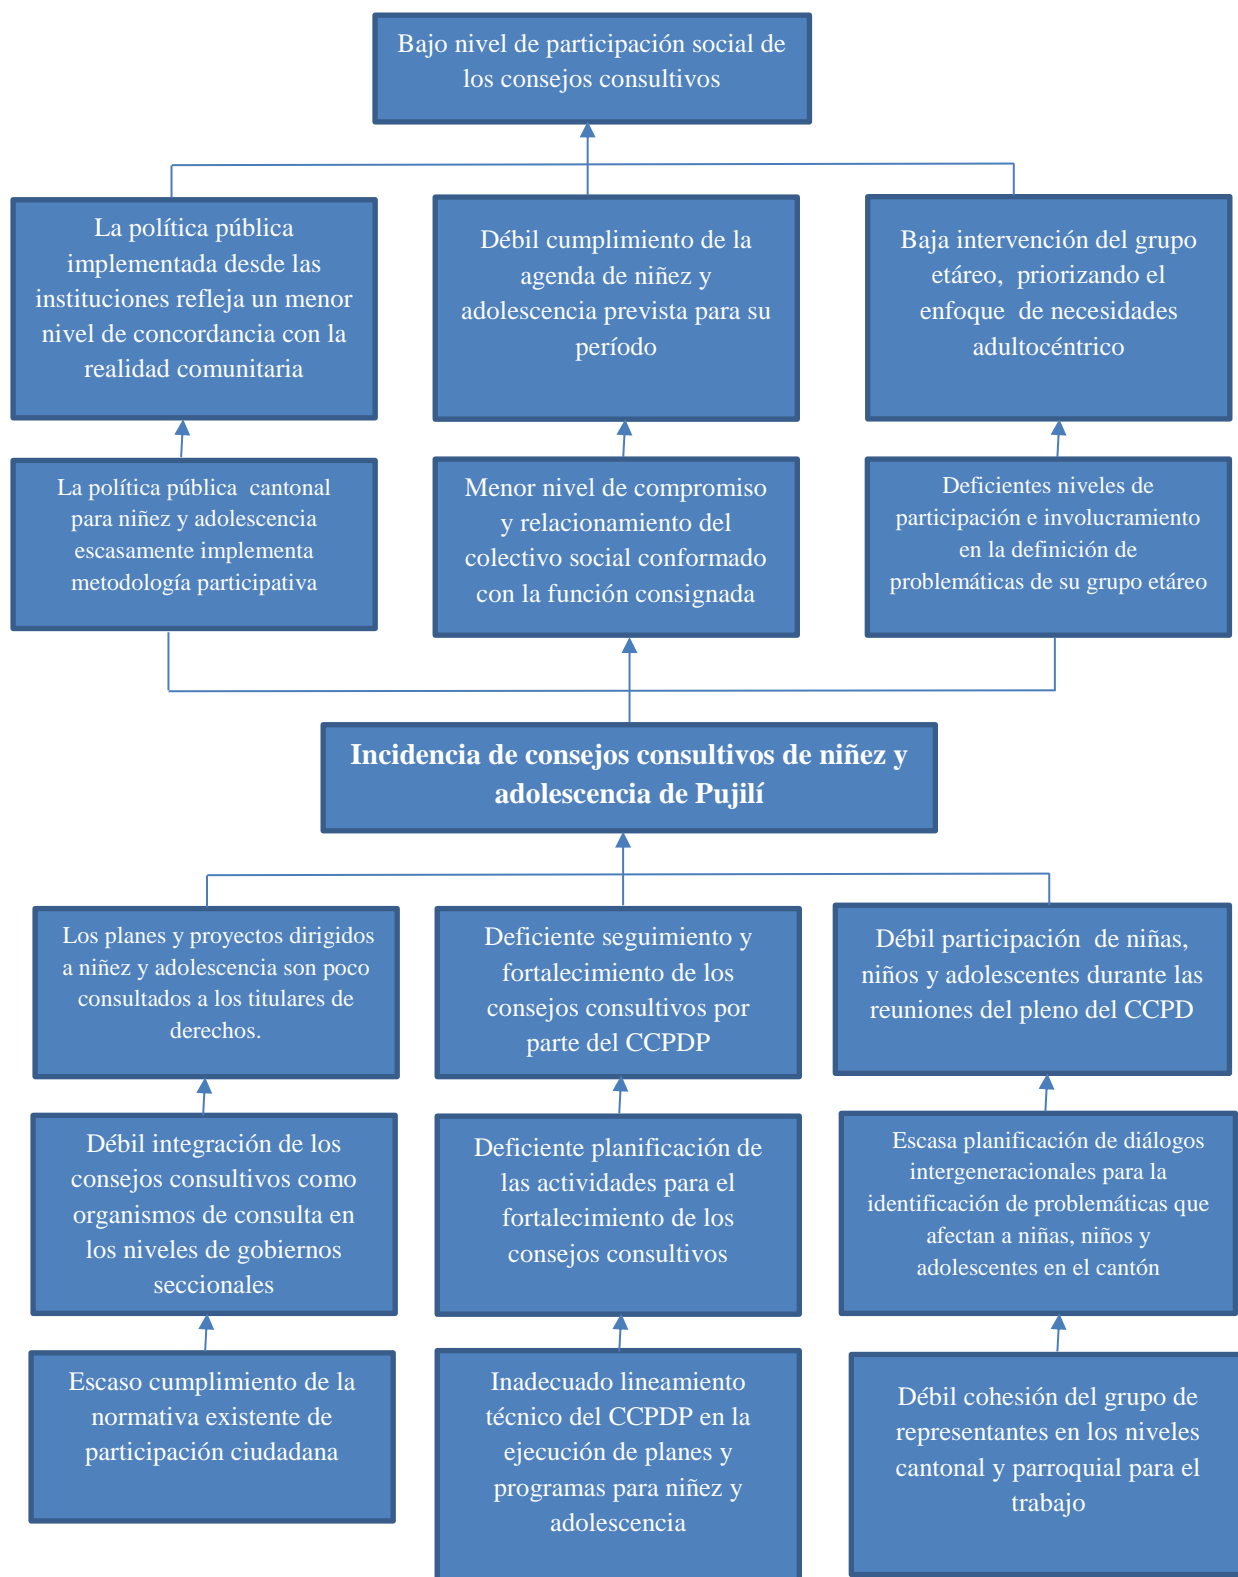 Bajo nivel de participación social de
los consejos consultivos
La política pública
implementada desde las
instituciones refleja un menor
nivel de concordancia con la
realidad comunitaria
Débil cumplimiento de la
agenda de niñez y
adolescencia prevista para su
período
Baja intervención del grupo
etáreo, priorizando el
enfoque de necesidades
adultocéntrico
La política pública cantonal
para niñez y adolescencia
escasamente implementa
metodología participativa
Menor nivel de compromiso
y relacionamiento del
colectivo social conformado
con la función consignada
Deficientes niveles de
participación e involucramiento
en la definición de
problemáticas de su grupo etáreo
Incidencia de consejos consultivos de niñez y
adolescencia de Pujilí
Los planes y proyectos dirigidos
a niñez y adolescencia son poco
consultados a los titulares de
derechos.
Deficiente seguimiento y
fortalecimiento de los
consejos consultivos por
parte del CCPDP
Débil participación de niñas,
niños y adolescentes durante las
reuniones del pleno del CCPD
Débil integración de los
consejos consultivos como
organismos de consulta en
los niveles de gobiernos
seccionales
Deficiente planificación de
las actividades para el
fortalecimiento de los
consejos consultivos
Escasa planificación de diálogos
intergeneracionales para la
identificación de problemáticas que
afectan a niñas, niños y
adolescentes en el cantón
Escaso cumplimiento de la
normativa existente de
participación ciudadana
Inadecuado lineamiento
técnico del CCPDP en la
ejecución de planes y
programas para niñez y
adolescencia
Débil cohesión del grupo de
representantes en los niveles
cantonal y parroquial para el
trabajo